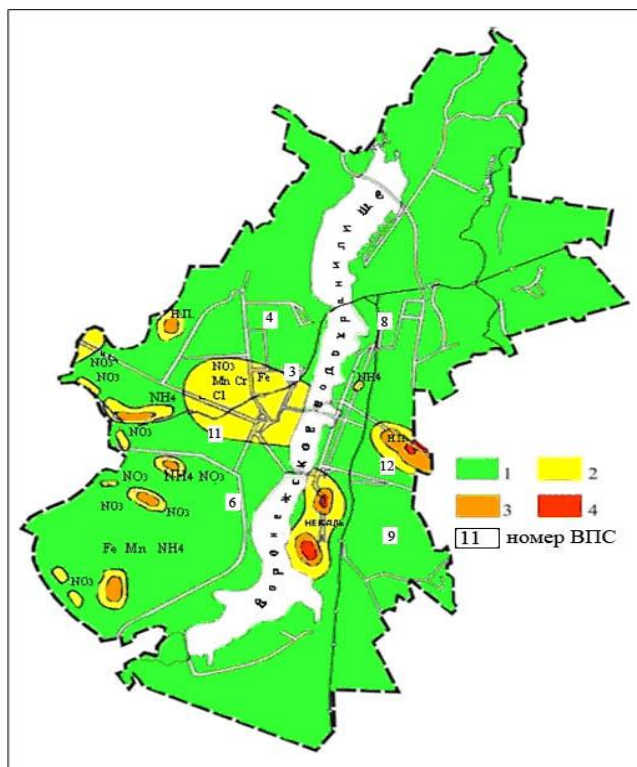 Воронежское водохранилище
4
8
Н.П.
3
NO3
NO3
NO3
Mn Cr
Cl
Fe
NH4
NH4
NO3
11
Н.П.
12
NO3
NH4 NO3
NO3
NO3
6
9
Fe Mn NH4
NO3
1
2
3
4
11 номер ВПС